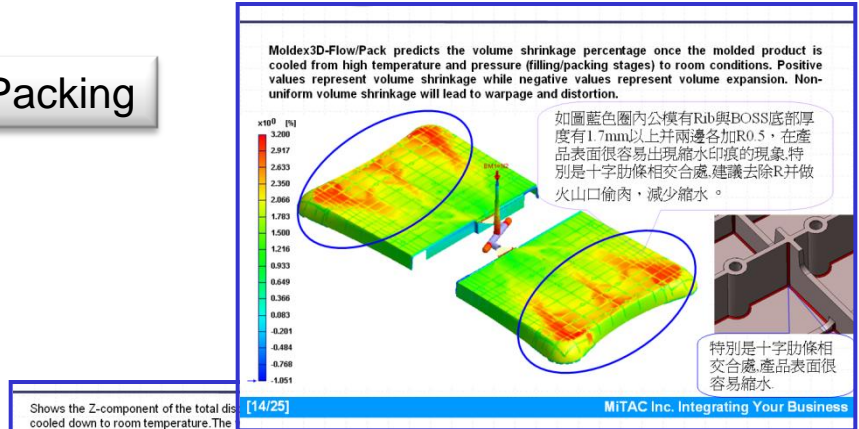 Packing
Moldex3D-Flow/Pack predicts the volume shrinkage percentage once the molded product is
cooled from high temperature and pressure (filling/packing stages) to room conditions. Positive
values represent volume shrinkage while negative values represent volume expansion. Non-
uniform volume shrinkage will lead to warpage and distortion.
x10⁰ [%]
3.200
2.917
2.633
2.350
2.066
1.783
1.500
1.216
0.933
0.649
0.366
0.083
-0.201
-0.484
-0.768
-1.051
如圖藍色圈內公模有Rib與BOSS底部厚
度有1.7mm以上并兩邊各加R0.5,在產
品表面很容易出現縮水印痕的現象,特
別是十字肋條相交合處,建議去除R并做
火山口偷肉,減少縮水。
特別是十字肋條相
交合處,產品表面很
容易縮水.
[14/25]
MiTAC Inc. Integrating Your Business
Shows the Z-component of the total dis
cooled down to room temperature.The